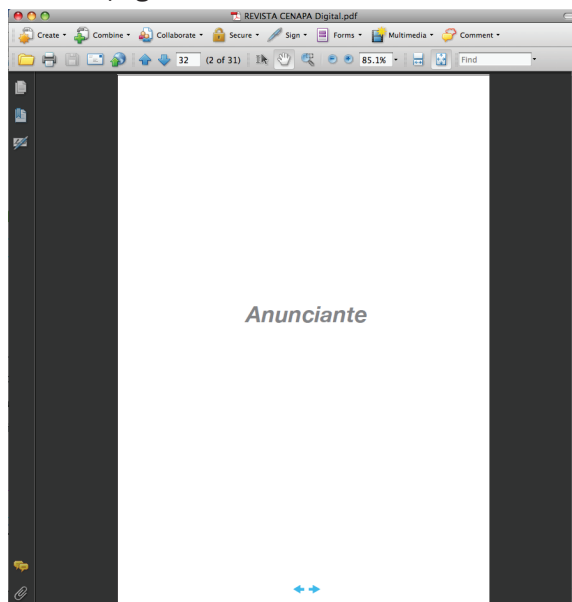 REVISTA CENAPA Digital.pdf
Create Combine Collaborate Secure Sign Forms Multimedia Comment
32 (2 of 31) 85.1% Find
Anunciante